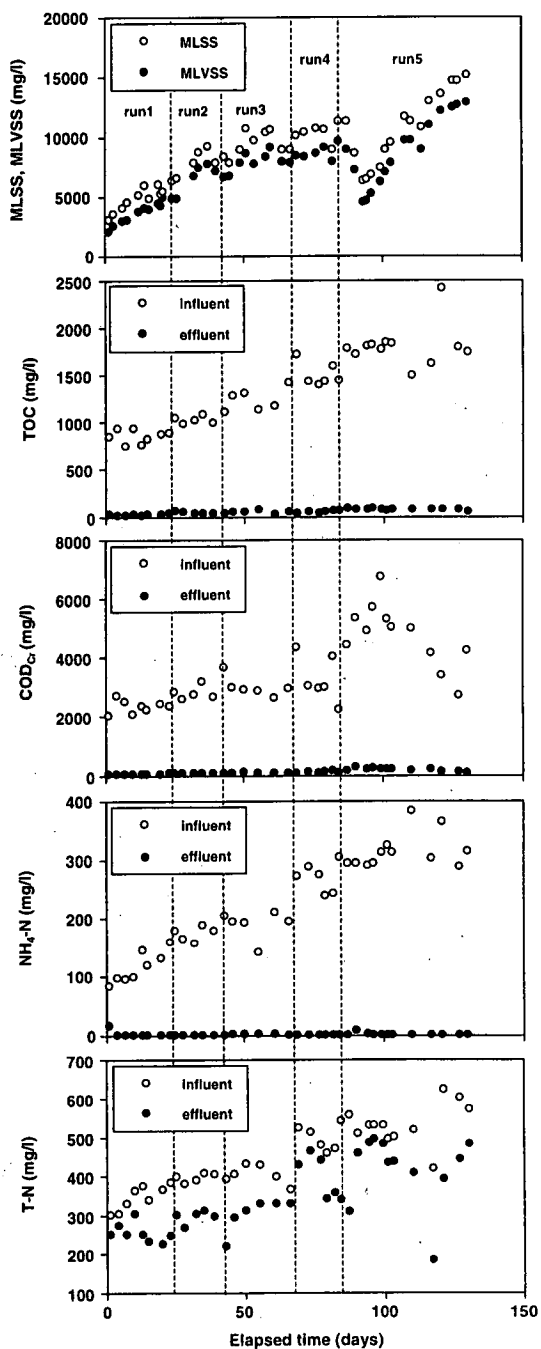 20000
15000
10000
5000
0
MLSS, MLVSS (mg/l)
MLSS
MLVSS
run1
run2
run3
run4
run5
2500
2000
1500
1000
500
0
TOC (mg/l)
influent
effluent
8000
6000
4000
2000
0
CODCr (mg/l)
influent
effluent
400
300
200
100
0
NH4-N (mg/l)
influent
effluent
700
600
500
400
300
200
100
T-N (mg/l)
influent
effluent
0
50
100
150
Elapsed time (days)